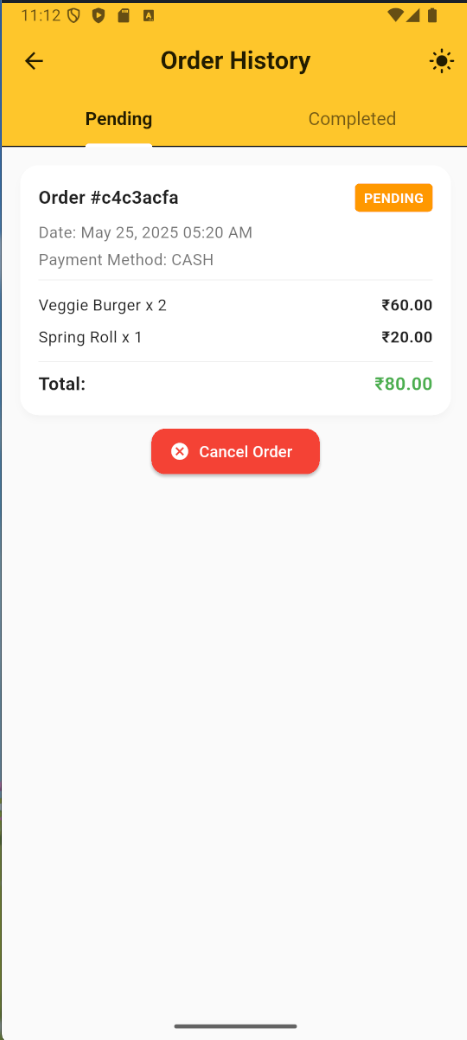 11:12
Order History
Pending
Completed
Order #c4c3acfa
PENDING
Date: May 25, 2025 05:20 AM
Payment Method: CASH
Veggie Burger x 2 ₹60.00
Spring Roll x 1 ₹20.00
Total: ₹80.00
Cancel Order